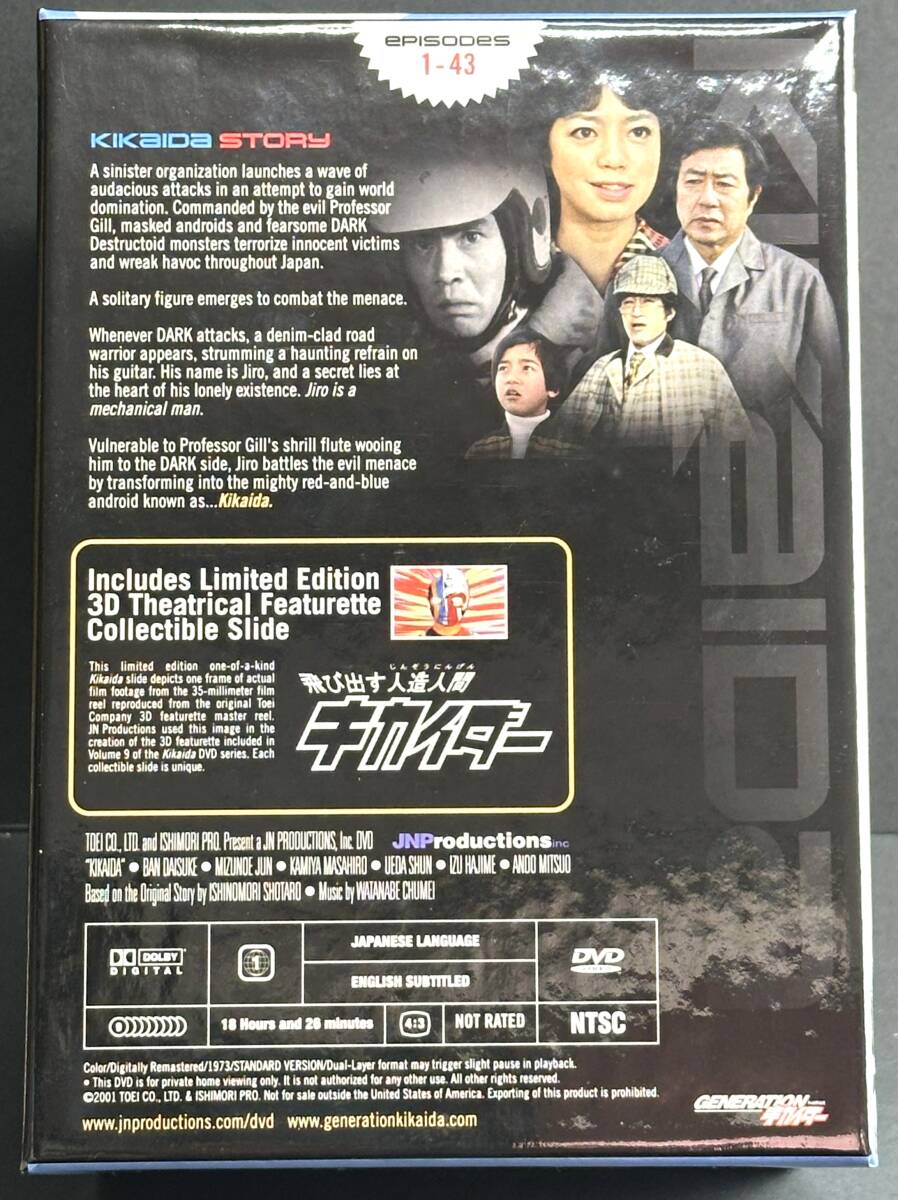 EPISODES
1-43
KIKAIDA STORY
A sinister organization launches a wave of
audacious attacks in an attempt to gain world
domination. Commanded by the evil Professor
Gill, masked androids and fearsome DARK
Destructoid monsters terrorize innocent victims
and wreak havoc throughout Japan.
A solitary figure emerges to combat the menace.
Whenever DARK attacks, a denim-clad road
warrior appears, strumming a haunting refrain on
his guitar. His name is Jiro, and a secret lies at
the heart of his lonely existence. Jiro is a
mechanical man.
Vulnerable to Professor Gill's shrill flute wooing
him to the DARK side, Jiro battles the evil menace
by transforming into the mighty red-and-blue
android known as...Kikaida.
Includes Limited Edition
3D Theatrical Featurette
Collectible Slide
This limited edition one-of-a-kind
Kikaida slide depicts one frame of actual
film footage from the 35-millimeter film
reel reproduced from the original Toei
Company 3D featurette master reel.
JN Productions used this image in the
creation of the 3D featurette included in
Volume 9 of the Kikaida DVD series. Each
collectible slide is unique.
じんぞうにんげん
飛び出す人造人間
キカイダー
TOEI CO., LTD. and ISHIMORI PRO. Present a JN PRODUCTIONS, Inc. DVD JNProductions inc
"KIKAIDA" • BAN DAISUKE • MIZUNOE JUN • KAMIYA MASAHIRO • UEDA SHUN • IZU HAJIME • ANDO MITSUO
Based on the Original Story by ISHINOMORI SHOTARO • Music by WATANABE CHUMEI
DOLBY
DIGITAL
1
JAPANESE LANGUAGE
ENGLISH SUBTITLED
DVD
VIDEO
18 Hours and 26 minutes
4:3
NOT RATED
NTSC
Color/Digitally Remastered/1973/STANDARD VERSION/Dual-Layer format may trigger slight pause in playback.
• This DVD is for private home viewing only. It is not authorized for any other use. All other rights reserved.
©2001 TOEI CO., LTD. & ISHIMORI PRO. Not for sale outside the United States of America. Exporting of this product is prohibited.
www.jnproductions.com/dvd www.generationkikaida.com
GENERATION
キカイダー
KIKAIDA